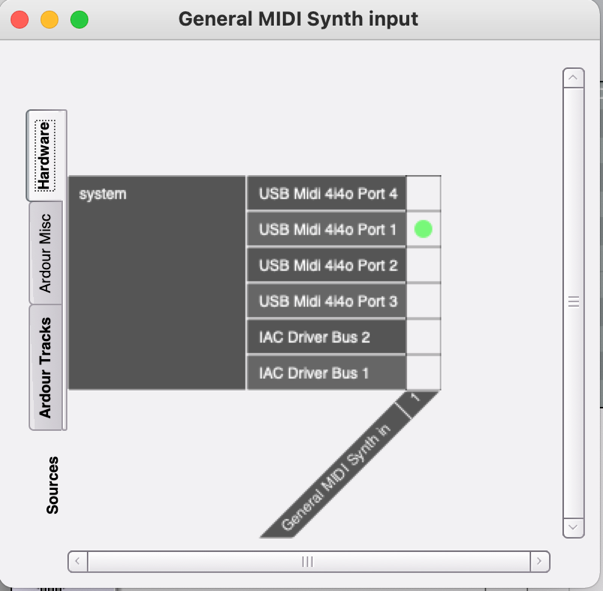 General MIDI Synth input
Hardware
Ardour Misc
Ardour Tracks
Sources
system
USB Midi 4i4o Port 4
USB Midi 4i4o Port 1
USB Midi 4i4o Port 2
USB Midi 4i4o Port 3
IAC Driver Bus 2
IAC Driver Bus 1
General MIDI Synth in
1